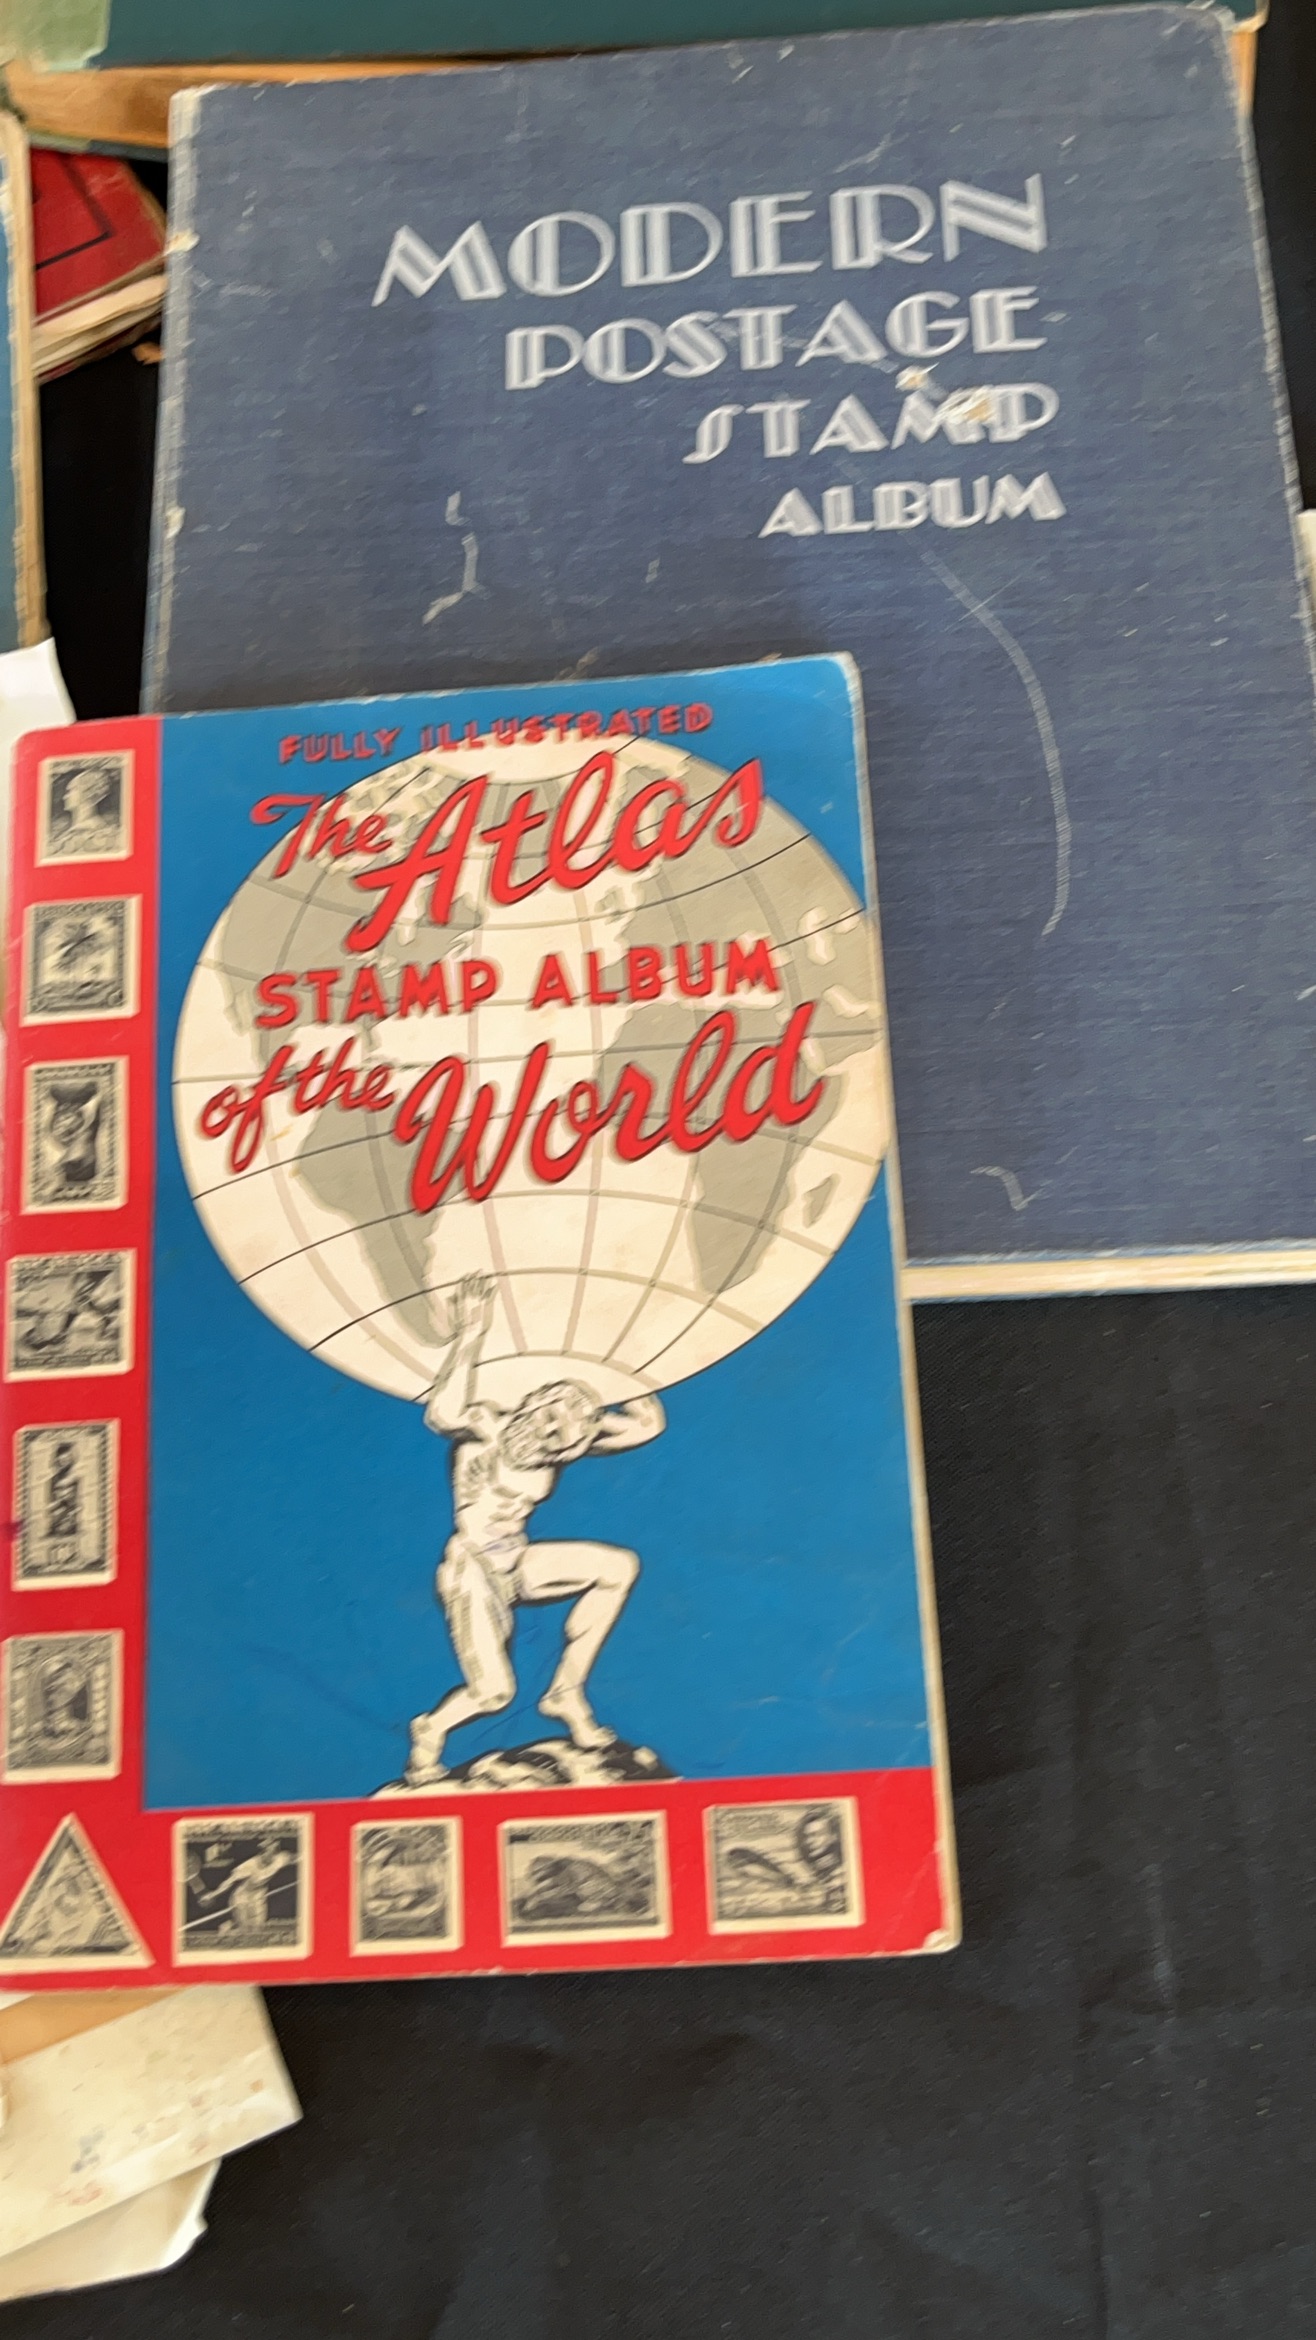 MODERN
POSTAGE
STAMP
ALBUM
FULLY ILLUSTRATED
The Atlas
STAMP ALBUM
of the World